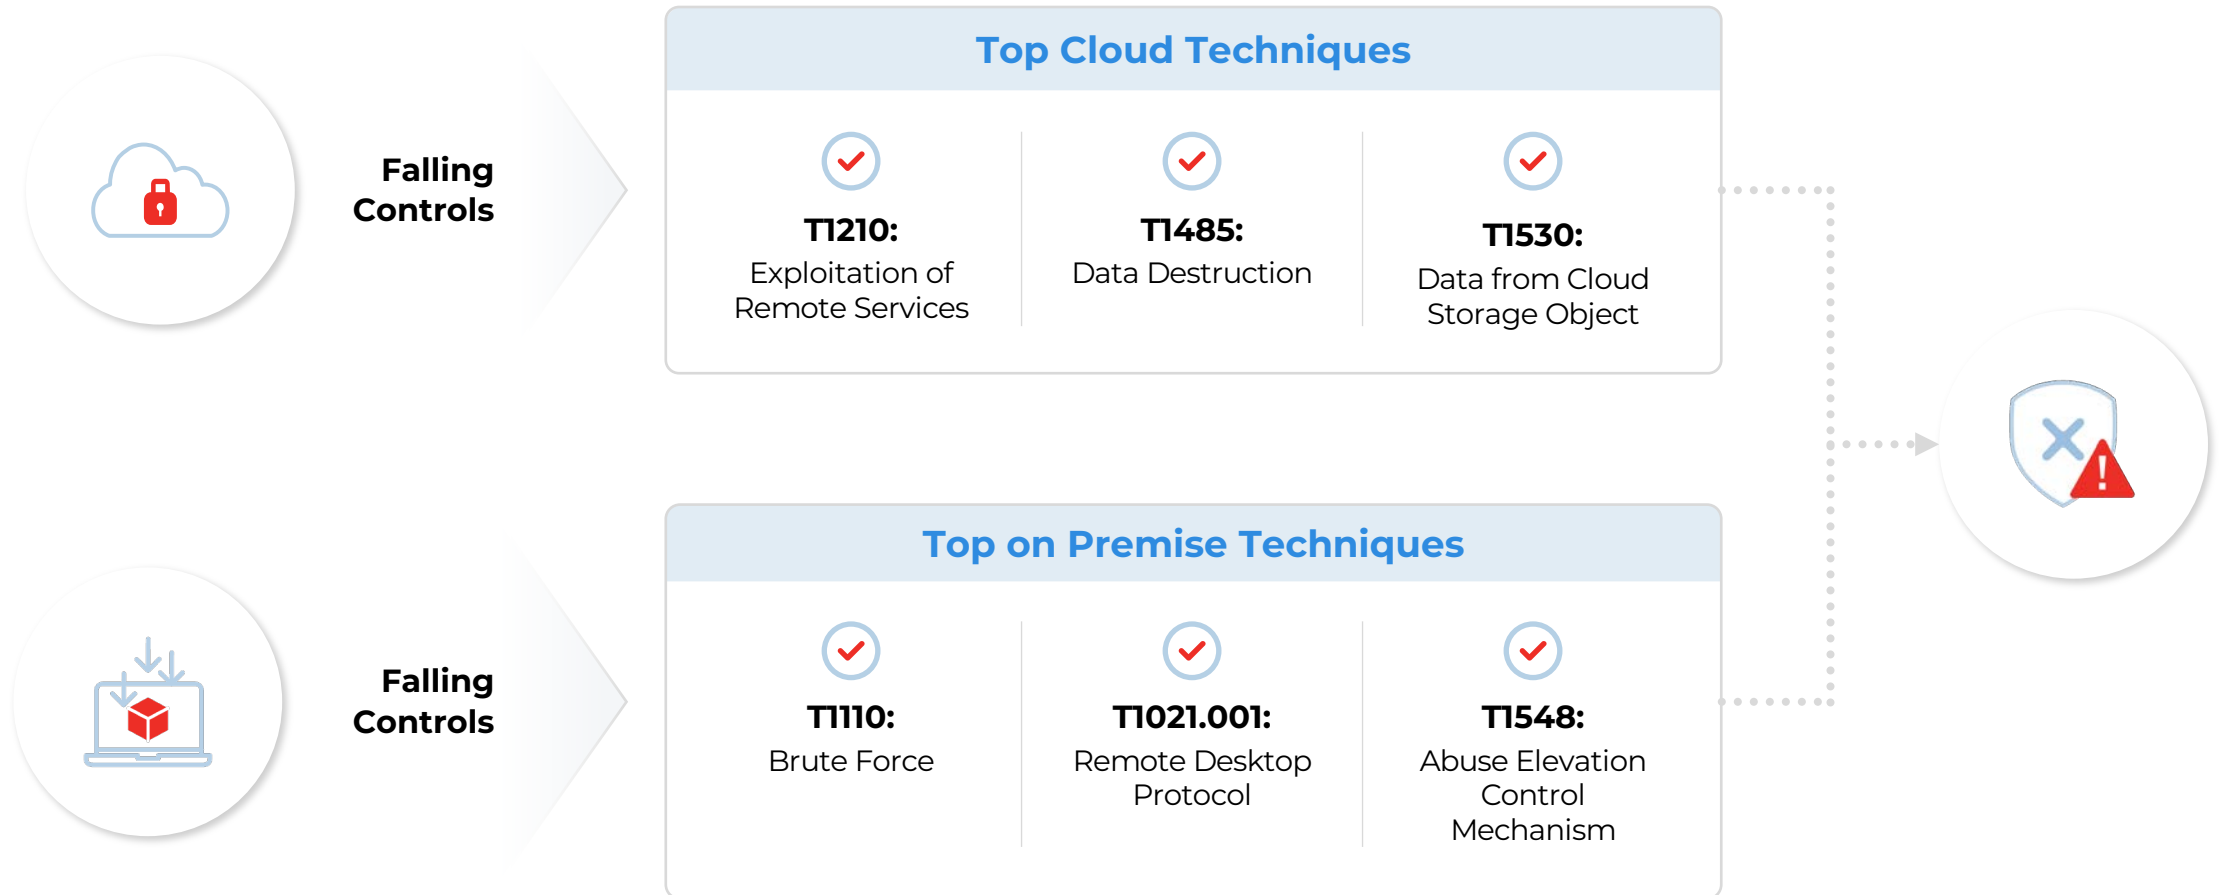 Top Cloud Techniques
Falling
Controls
T1210:
Exploitation of
Remote Services
T1485:
Data Destruction
T1530:
Data from Cloud
Storage Object
Top on Premise Techniques
Falling
Controls
T1110:
Brute Force
T1021.001:
Remote Desktop
Protocol
T1548:
Abuse Elevation
Control
Mechanism